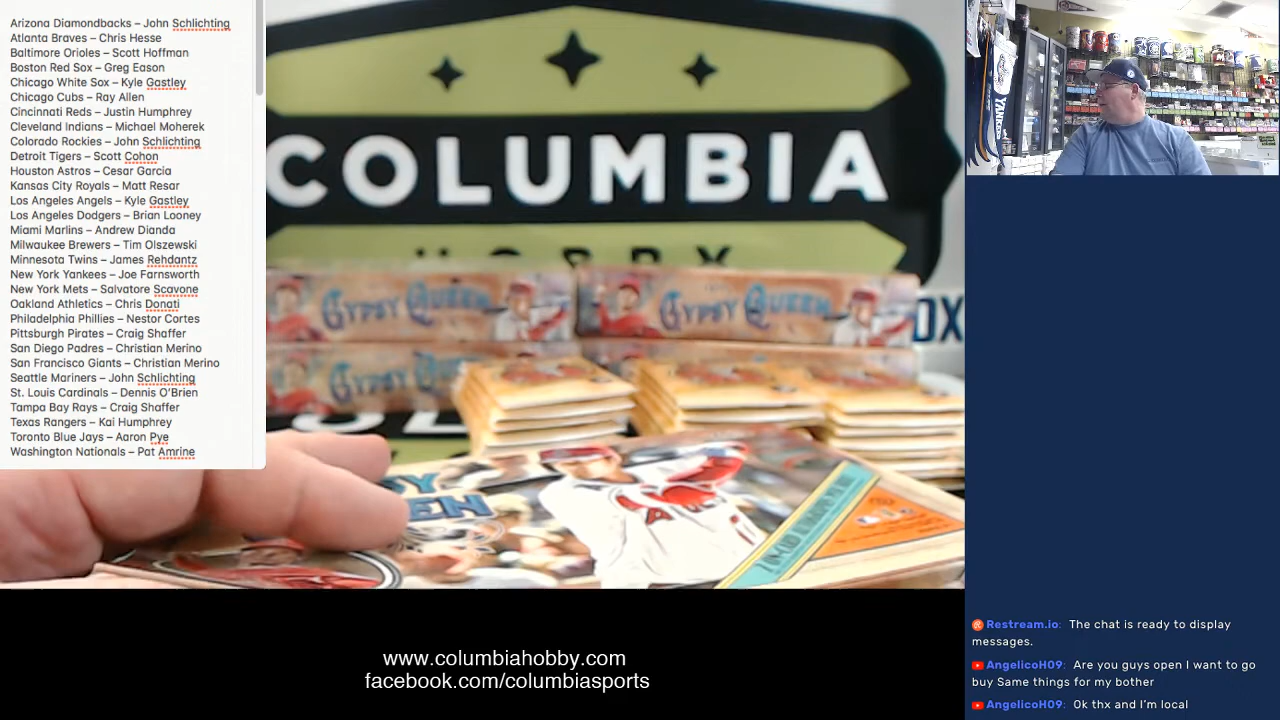 Arizona Diamondbacks – John Schlichting
Atlanta Braves – Chris Hesse
Baltimore Orioles – Scott Hoffman
Boston Red Sox – Greg Eason
Chicago White Sox – Kyle Gastley
Chicago Cubs – Ray Allen
Cincinnati Reds – Justin Humphrey
Cleveland Indians – Michael Moherek
Colorado Rockies – John Schlichting
Detroit Tigers – Scott Cohon
Houston Astros – Cesar Garcia
Kansas City Royals – Matt Resar
Los Angeles Angels – Kyle Gastley
Los Angeles Dodgers – Brian Looney
Miami Marlins – Andrew Dianda
Milwaukee Brewers – Tim Olszewski
Minnesota Twins – James Rehdantz
New York Yankees – Joe Farnsworth
New York Mets – Salvatore Scavone
Oakland Athletics – Chris Donati
Philadelphia Phillies – Nestor Cortes
Pittsburgh Pirates – Craig Shaffer
San Diego Padres – Christian Merino
San Francisco Giants – Christian Merino
Seattle Mariners – John Schlichting
St. Louis Cardinals – Dennis O'Brien
Tampa Bay Rays – Craig Shaffer
Texas Rangers – Kai Humphrey
Toronto Blue Jays – Aaron Pye
Washington Nationals – Pat Amrine
COLUMBIA
HOBBY
GYPSY QUEEN
GYPSY QUEEN
OX
www.columbiahobby.com
facebook.com/columbiasports
Restream.io: The chat is ready to display
messages.
AngelicoH09: Are you guys open I want to go
buy Same things for my bother
AngelicoH09: Ok thx and I'm local